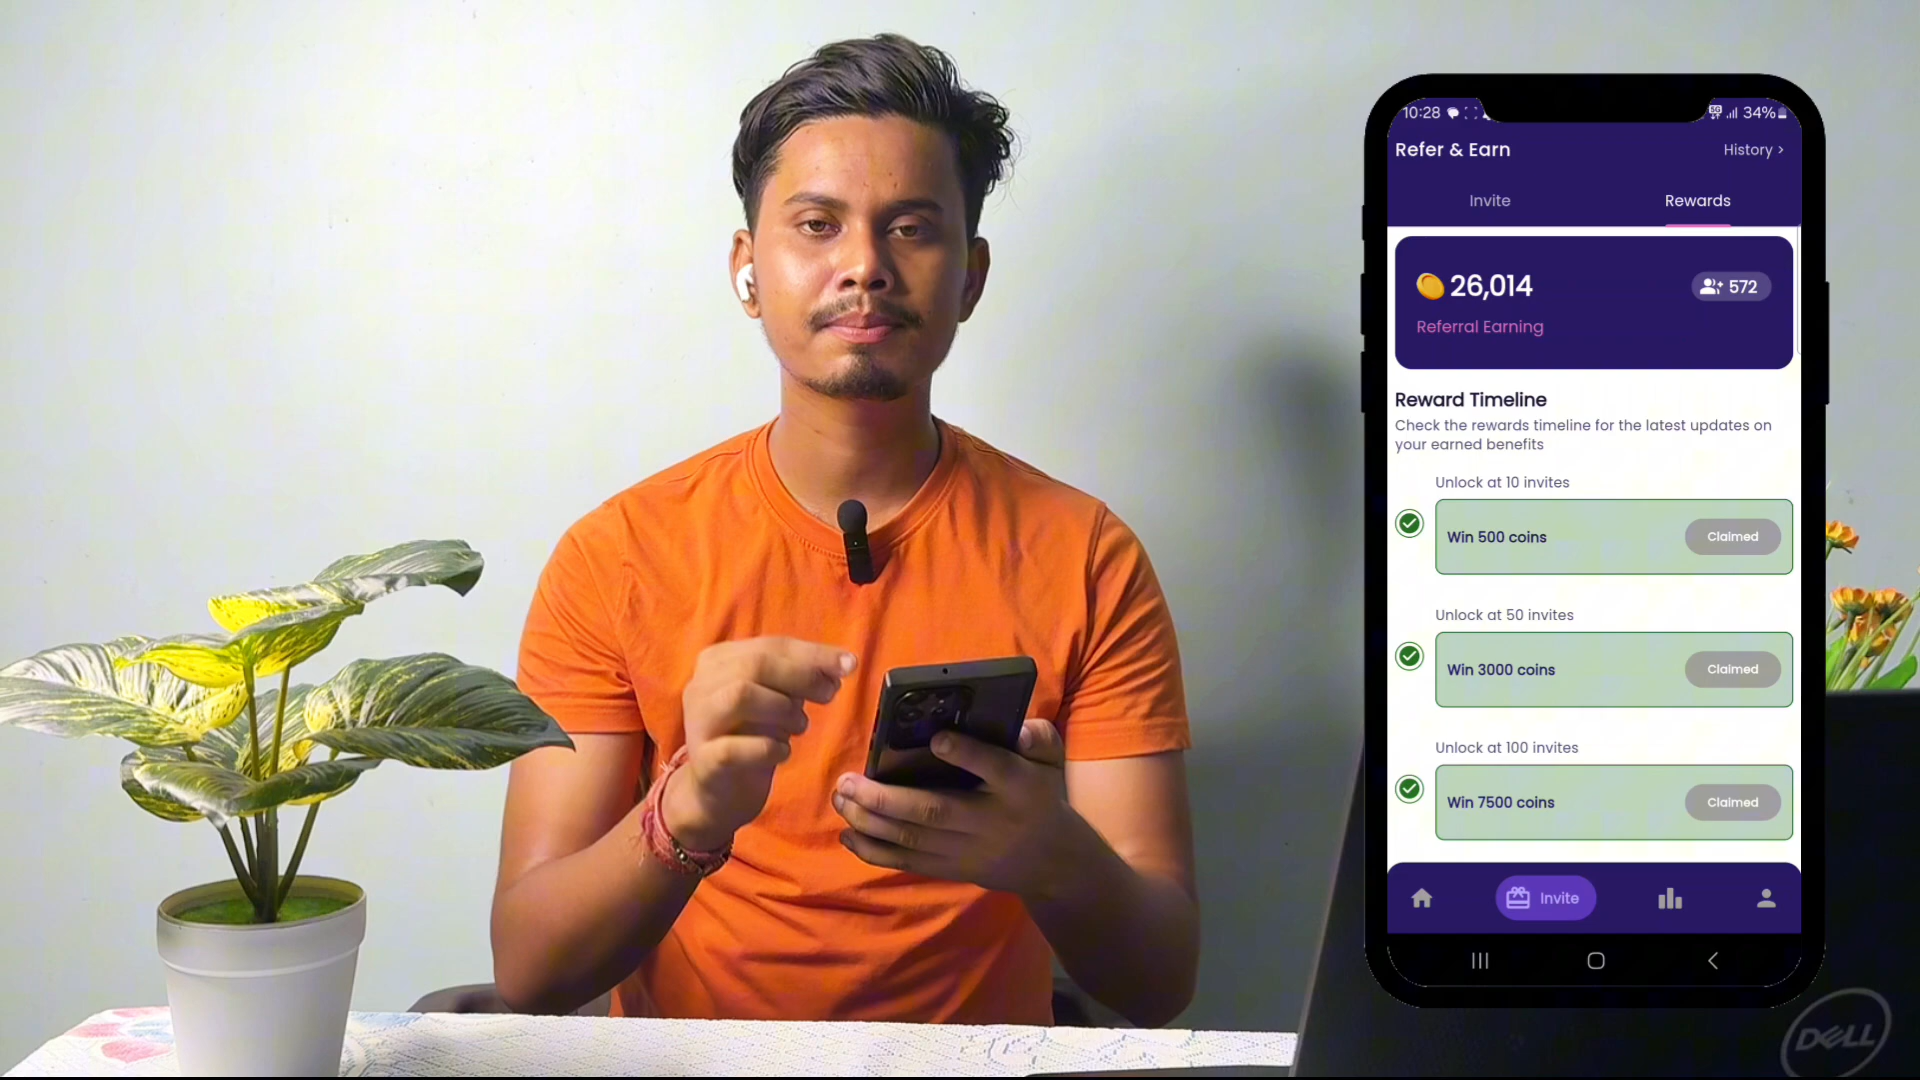 10:28
34%
Refer & Earn
History >
Invite
Rewards
26,014
572
Referral Earning
Reward Timeline
Check the rewards timeline for the latest updates on
your earned benefits
Unlock at 10 invites
Win 500 coins
Claimed
Unlock at 50 invites
Win 3000 coins
Claimed
Unlock at 100 invites
Win 7500 coins
Claimed
Invite
DELL